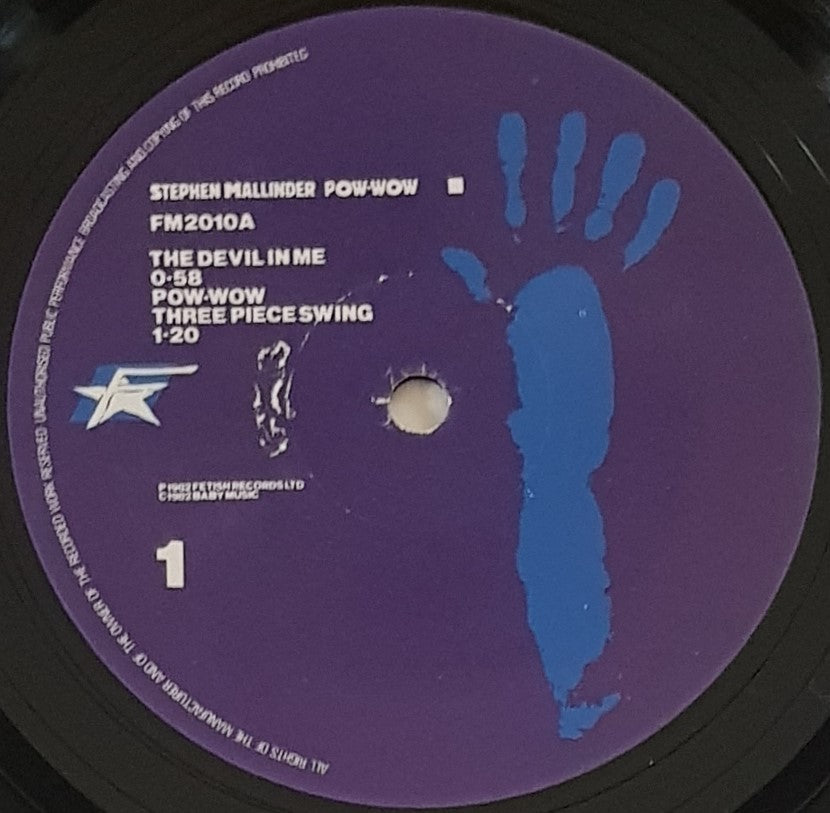 STEPHEN MALLINDER POW-WOW
FM2010A
THE DEVIL IN ME
0·58
POW-WOW
THREE PIECE SWING
1·20
P1982 FETISH RECORDS LTD
C1982 BABY MUSIC
1
ALL RIGHTS OF THE MANUFACTURER AND OF THE OWNER OF THE RECORDED WORK RESERVED UNAUTHORISED PUBLIC PERFORMANCE BROADCASTING AND COPYING OF THIS RECORD PROHIBITED